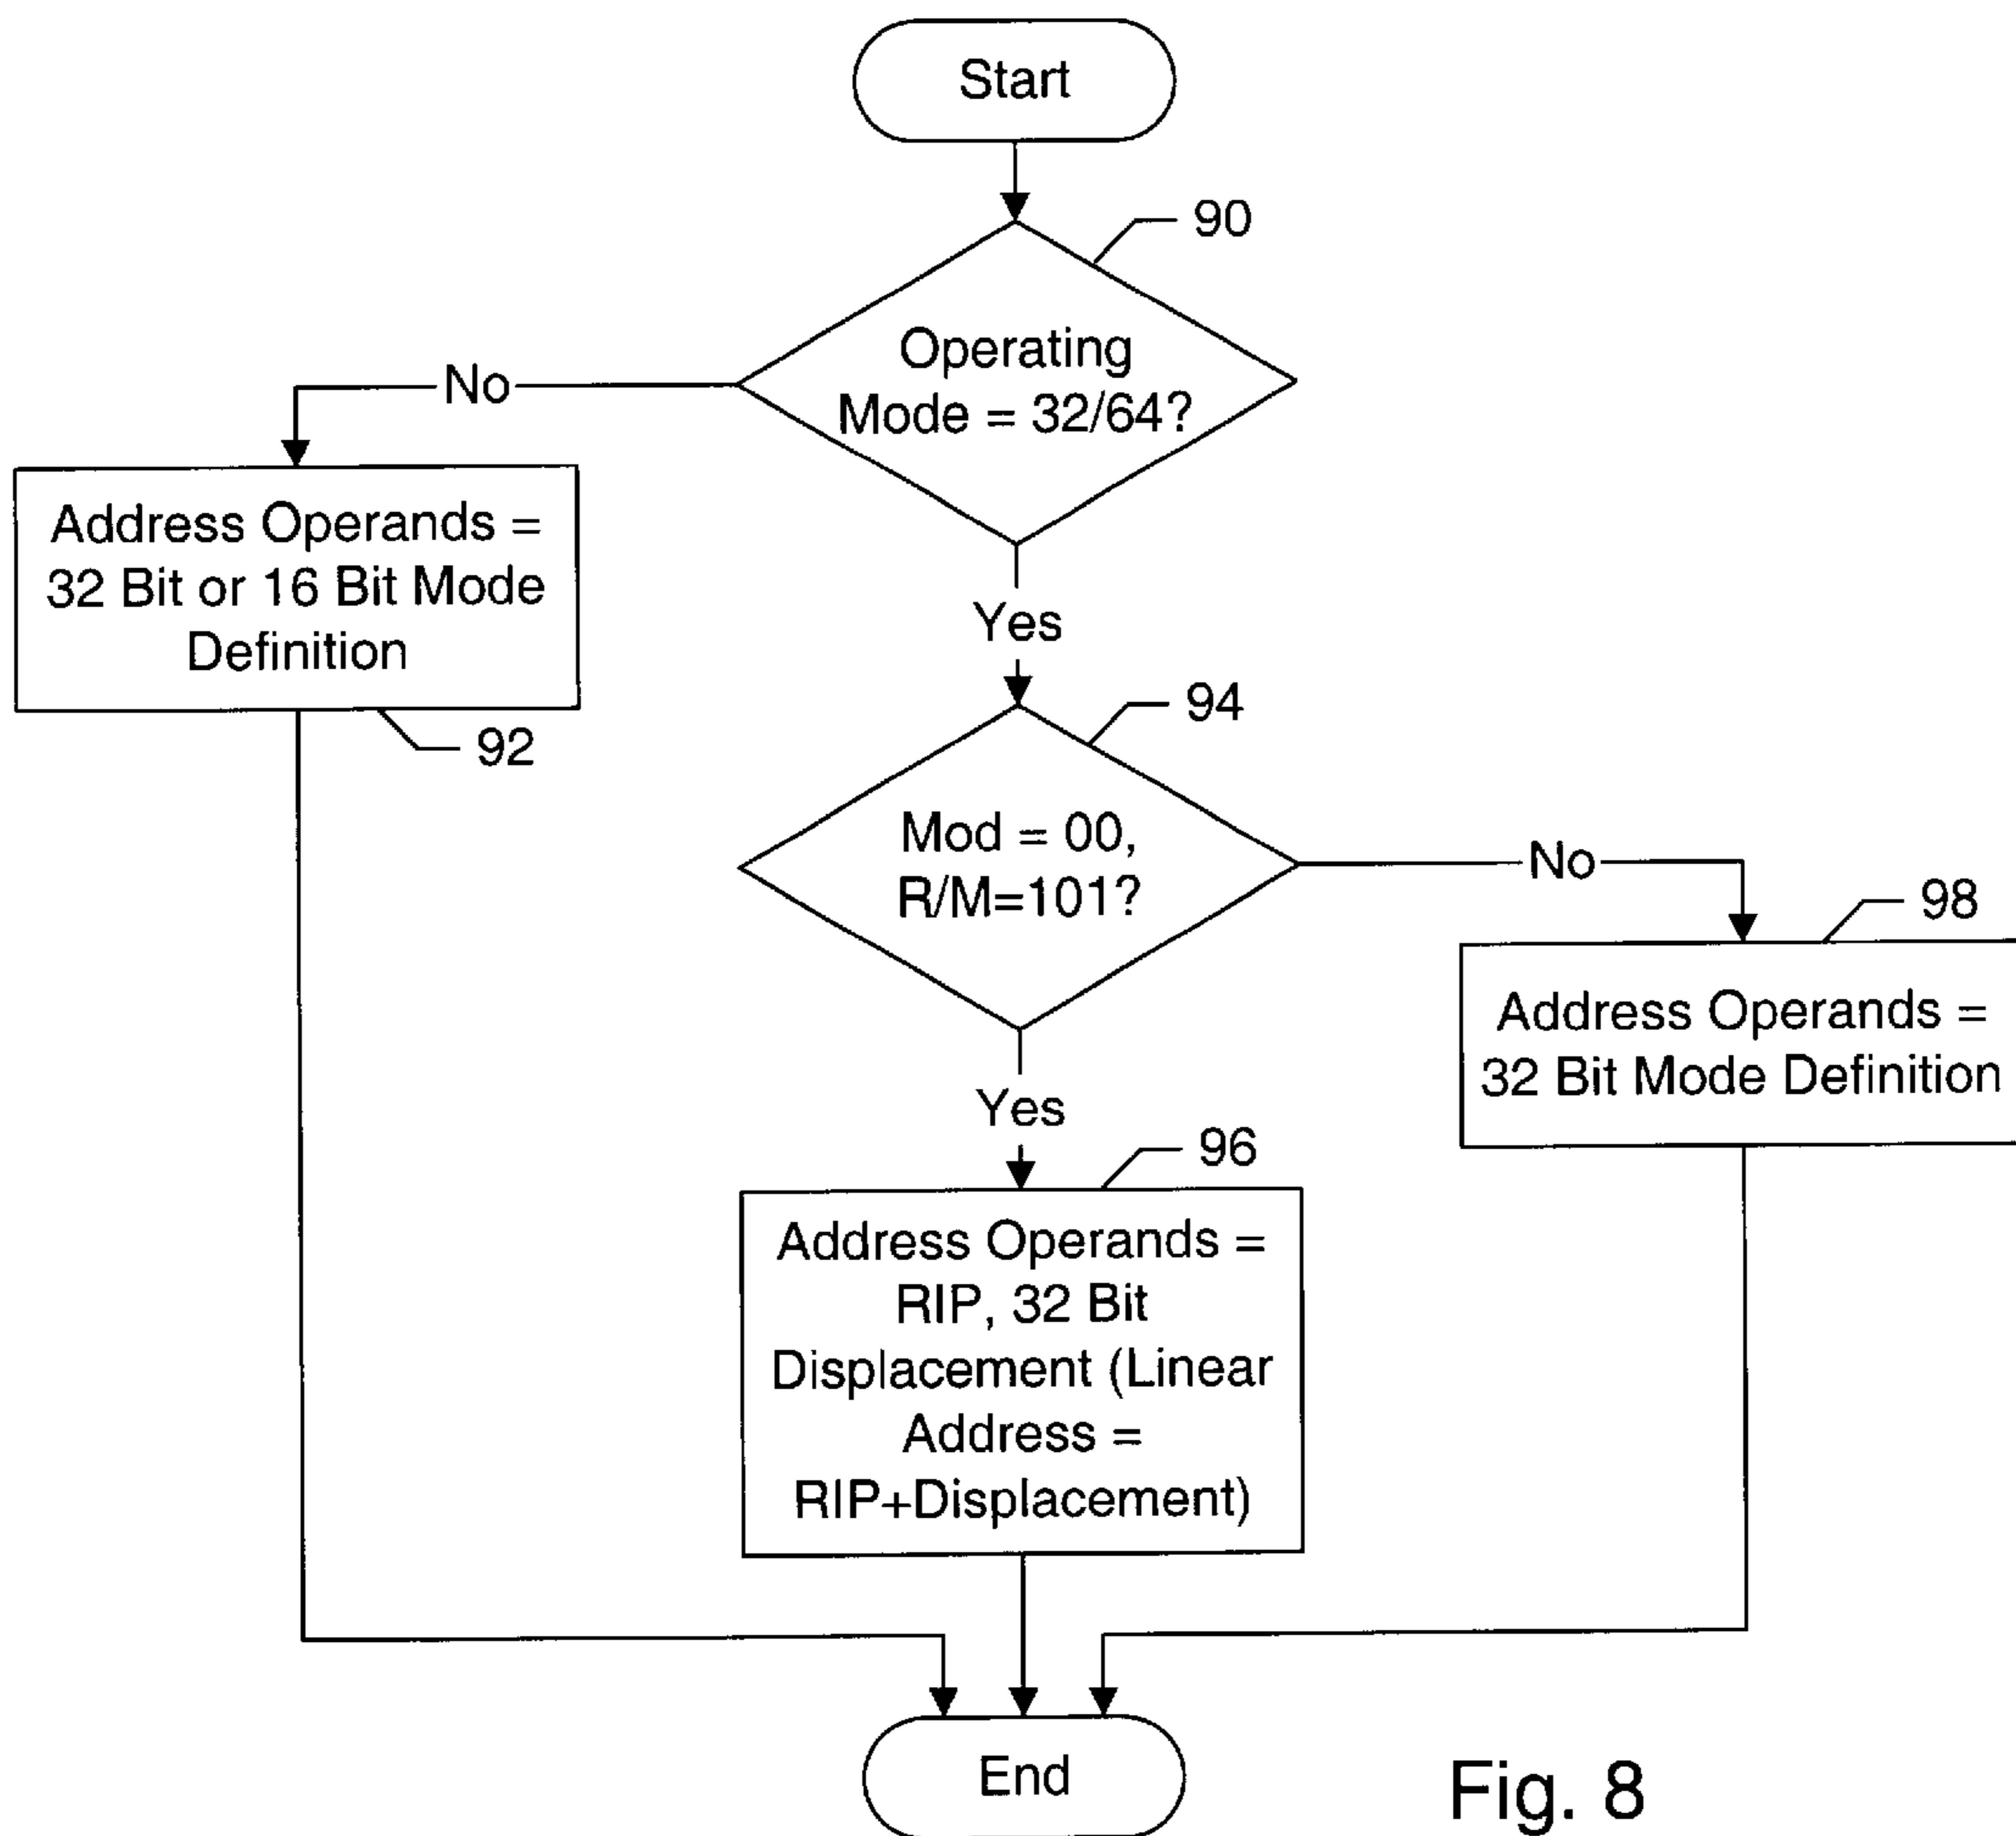 Start
90
Operating
Mode = 32/64?
No
Address Operands =
32 Bit or 16 Bit Mode
Definition
92
Yes
94
Mod = 00,
R/M=101?
No
98
Address Operands =
32 Bit Mode Definition
Yes
96
Address Operands =
RIP, 32 Bit
Displacement (Linear
Address =
RIP+Displacement)
End
Fig. 8